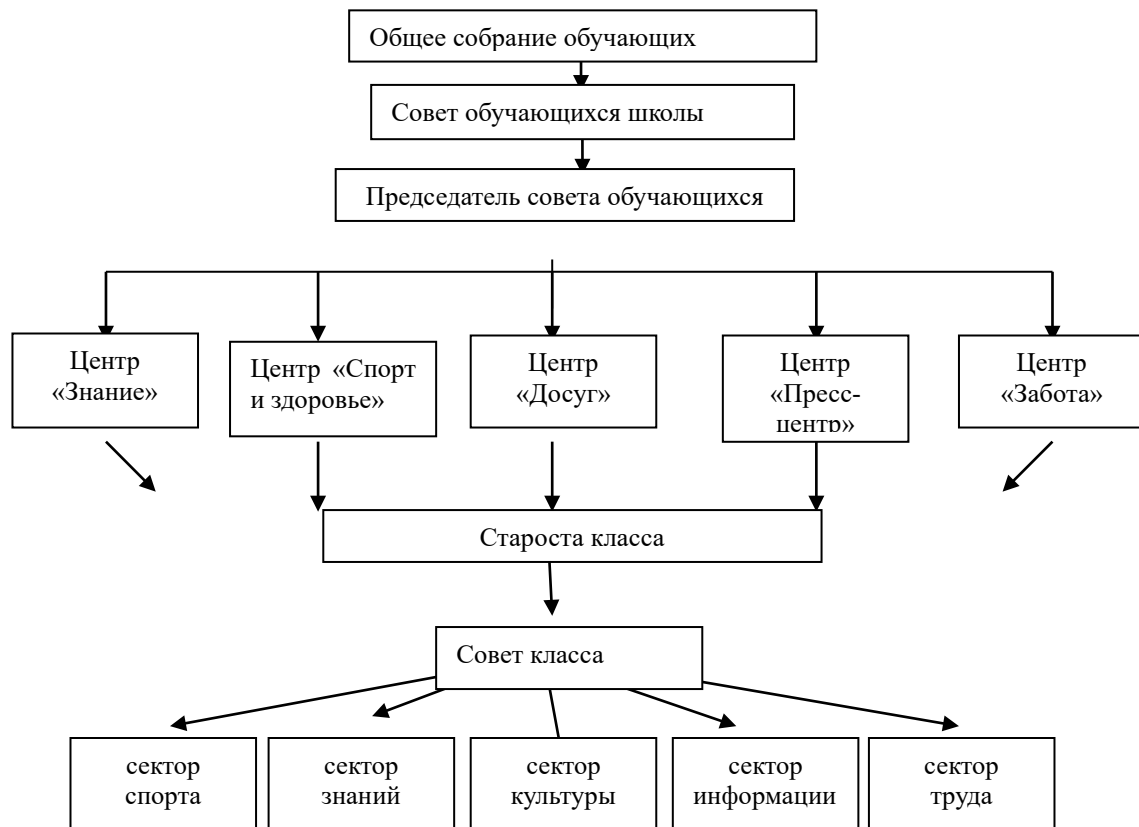 Общее собрание обучающих
Совет обучающихся школы
Председатель совета обучающихся
Центр
«Знание»
Центр «Спорт
и здоровье»
Центр
«Досуг»
Центр
«Пресс-
центр»
Центр
«Забота»
Староста класса
Совет класса
сектор
спорта
сектор
знаний
сектор
культуры
сектор
информации
сектор
труда